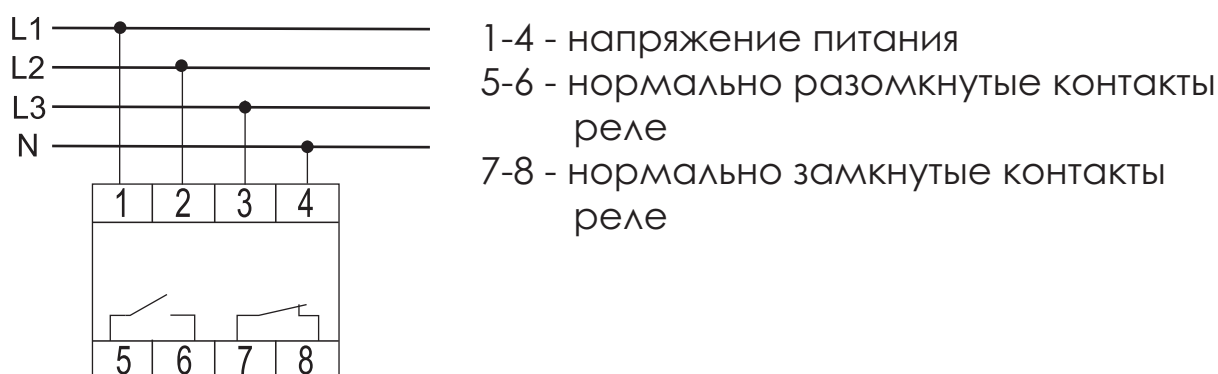 L1
L2
L3
N
1 2 3 4
5 6 7 8
1-4 - напряжение питания
5-6 - нормально разомкнутые контакты
реле
7-8 - нормально замкнутые контакты
реле